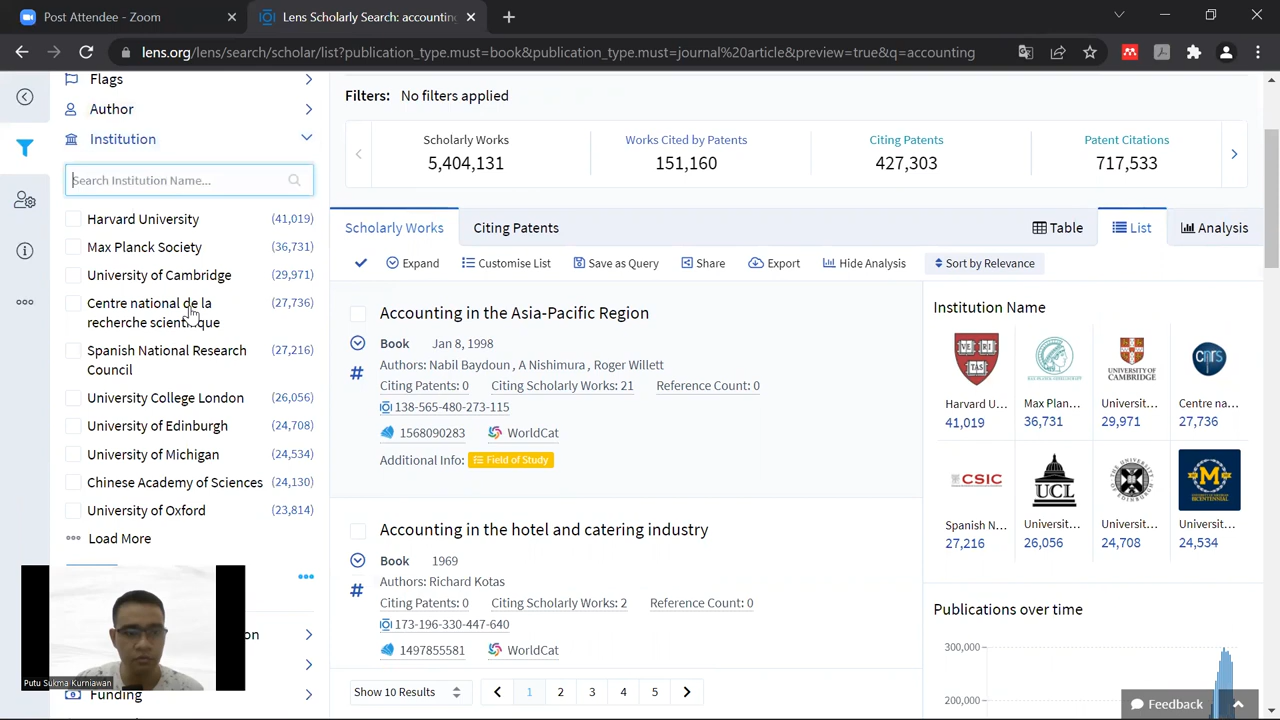 Post Attendee - Zoom
Lens Scholarly Search: accounting
lens.org/lens/search/scholar/list?publication_type.must=book&publication_type.must=journal%20article&preview=true&q=accounting
Flags
Author
Institution
Search Institution Name...
Harvard University (41,019)
Max Planck Society (36,731)
University of Cambridge (29,971)
Centre national de la (27,736)
recherche scientifique
Spanish National Research (27,216)
Council
University College London (26,056)
University of Edinburgh (24,708)
University of Michigan (24,534)
Chinese Academy of Sciences (24,130)
University of Oxford (23,814)
Load More
on
Funding
Putu Sukma Kurniawan
Filters: No filters applied
Scholarly Works Works Cited by Patents Citing Patents Patent Citations
5,404,131 151,160 427,303 717,533
Scholarly Works Citing Patents Table List Analysis
Expand Customise List Save as Query Share Export Hide Analysis Sort by Relevance
Accounting in the Asia-Pacific Region
Book Jan 8, 1998
Authors: Nabil Baydoun , A Nishimura , Roger Willett
Citing Patents: 0 Citing Scholarly Works: 21 Reference Count: 0
138-565-480-273-115
1568090283 WorldCat
Additional Info: Field of Study
Accounting in the hotel and catering industry
Book 1969
Authors: Richard Kotas
Citing Patents: 0 Citing Scholarly Works: 2 Reference Count: 0
173-196-330-447-640
1497855581 WorldCat
Show 10 Results 1 2 3 4 5
Institution Name
VE RI TAS
UNIVERSITY OF CAMBRIDGE
cnrs
Harvard U... Max Plan... Universit... Centre na...
41,019 36,731 29,971 27,736
CSIC
UCL
M
BICENTENNIAL
Spanish N... Universit... Universit... Universit...
27,216 26,056 24,708 24,534
Publications over time
300,000
200,000
Feedback